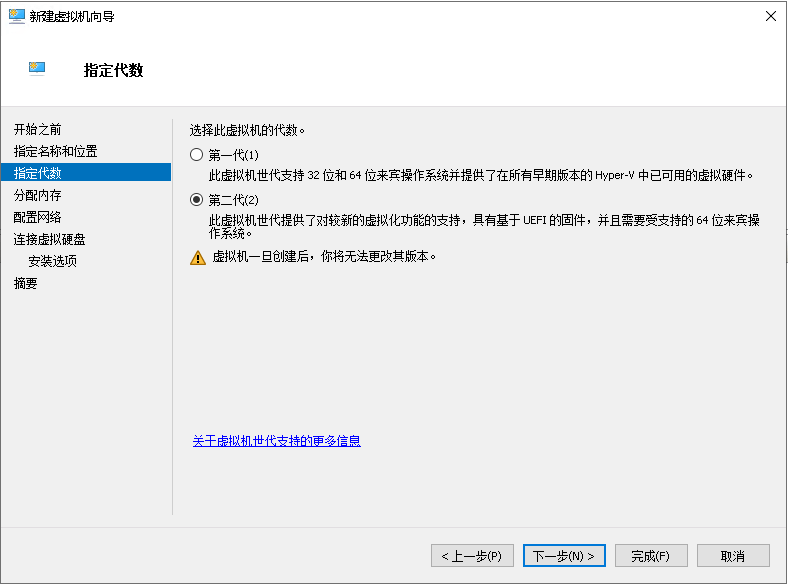 新建虚拟机向导
指定代数
开始之前
指定名称和位置
指定代数
分配内存
配置网络
连接虚拟硬盘
安装选项
摘要
选择此虚拟机的代数。
第一代(1)
此虚拟机世代支持 32 位和 64 位来宾操作系统并提供了在所有早期版本的 Hyper-V 中已可用的虚拟硬件。
第二代(2)
此虚拟机世代提供了对较新的虚拟化功能的支持，具有基于 UEFI 的固件，并且需要受支持的 64 位来宾操
作系统。
虚拟机一旦创建后，你将无法更改其版本。
关于虚拟机世代支持的更多信息
< 上一步(P)
下一步(N) >
完成(F)
取消